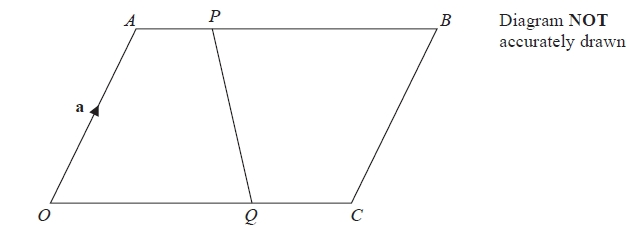 A P B
Diagram NOT
accurately drawn
a
O Q C